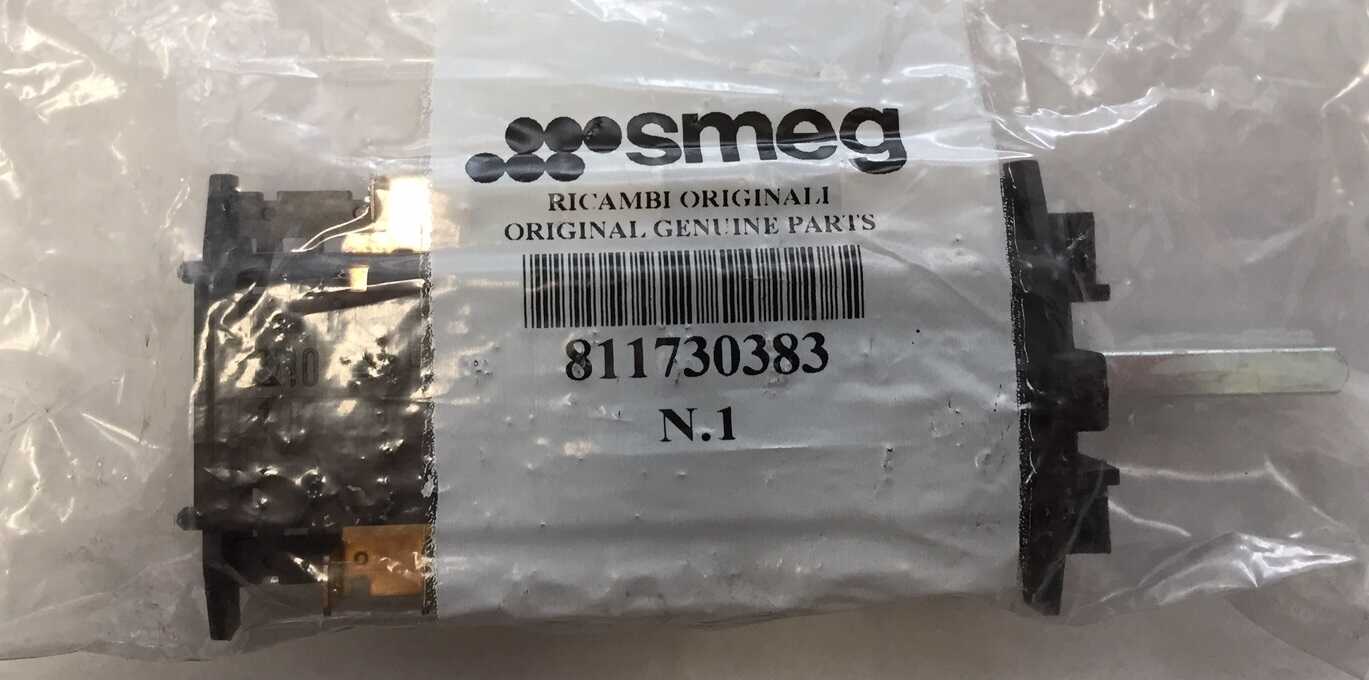 smeg
RICAMBI ORIGINALI
ORIGINAL GENUINE PARTS
811730383
N.1